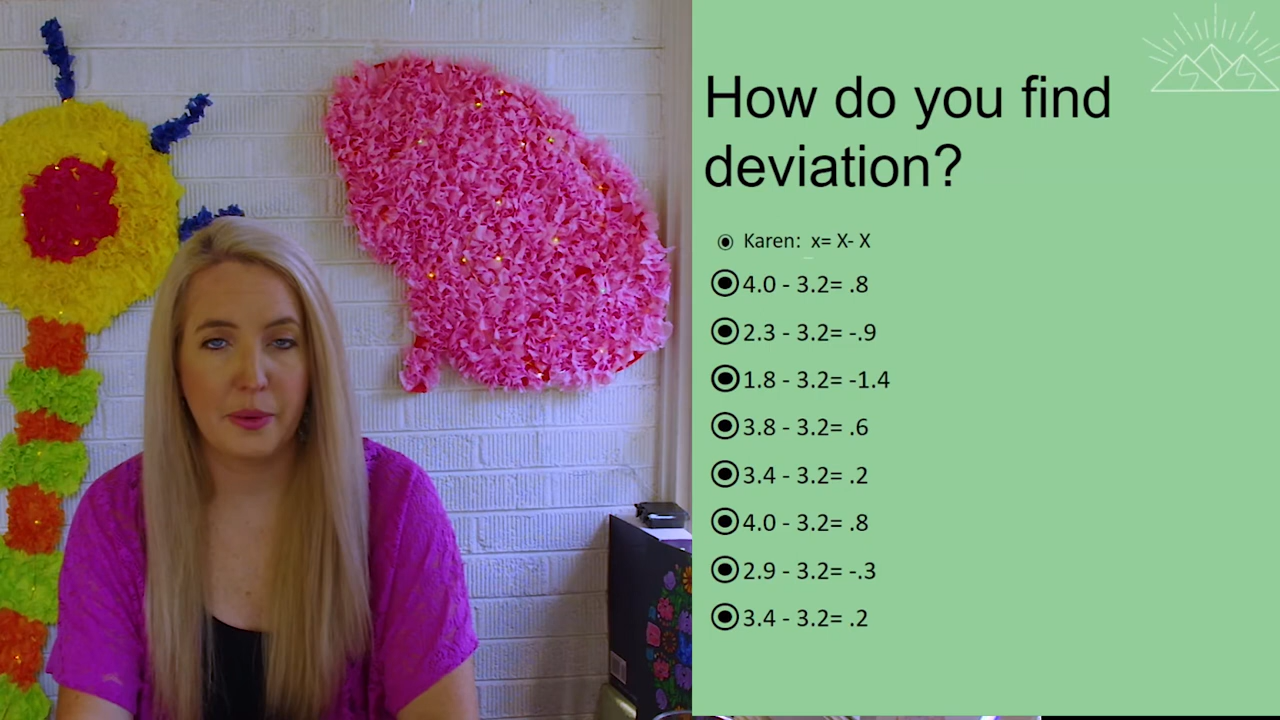 How do you find
deviation?
Karen: x= X- X
4.0 - 3.2= .8
2.3 - 3.2= -.9
1.8 - 3.2= -1.4
3.8 - 3.2= .6
3.4 - 3.2= .2
4.0 - 3.2= .8
2.9 - 3.2= -.3
3.4 - 3.2= .2